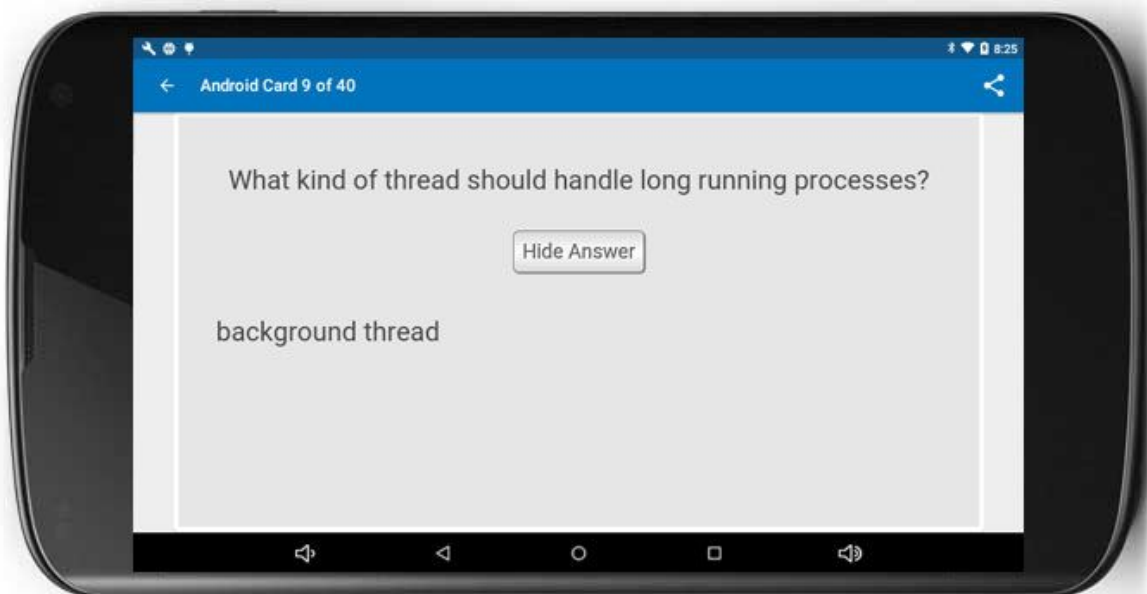 8:25
Android Card 9 of 40
What kind of thread should handle long running processes?
Hide Answer
background thread